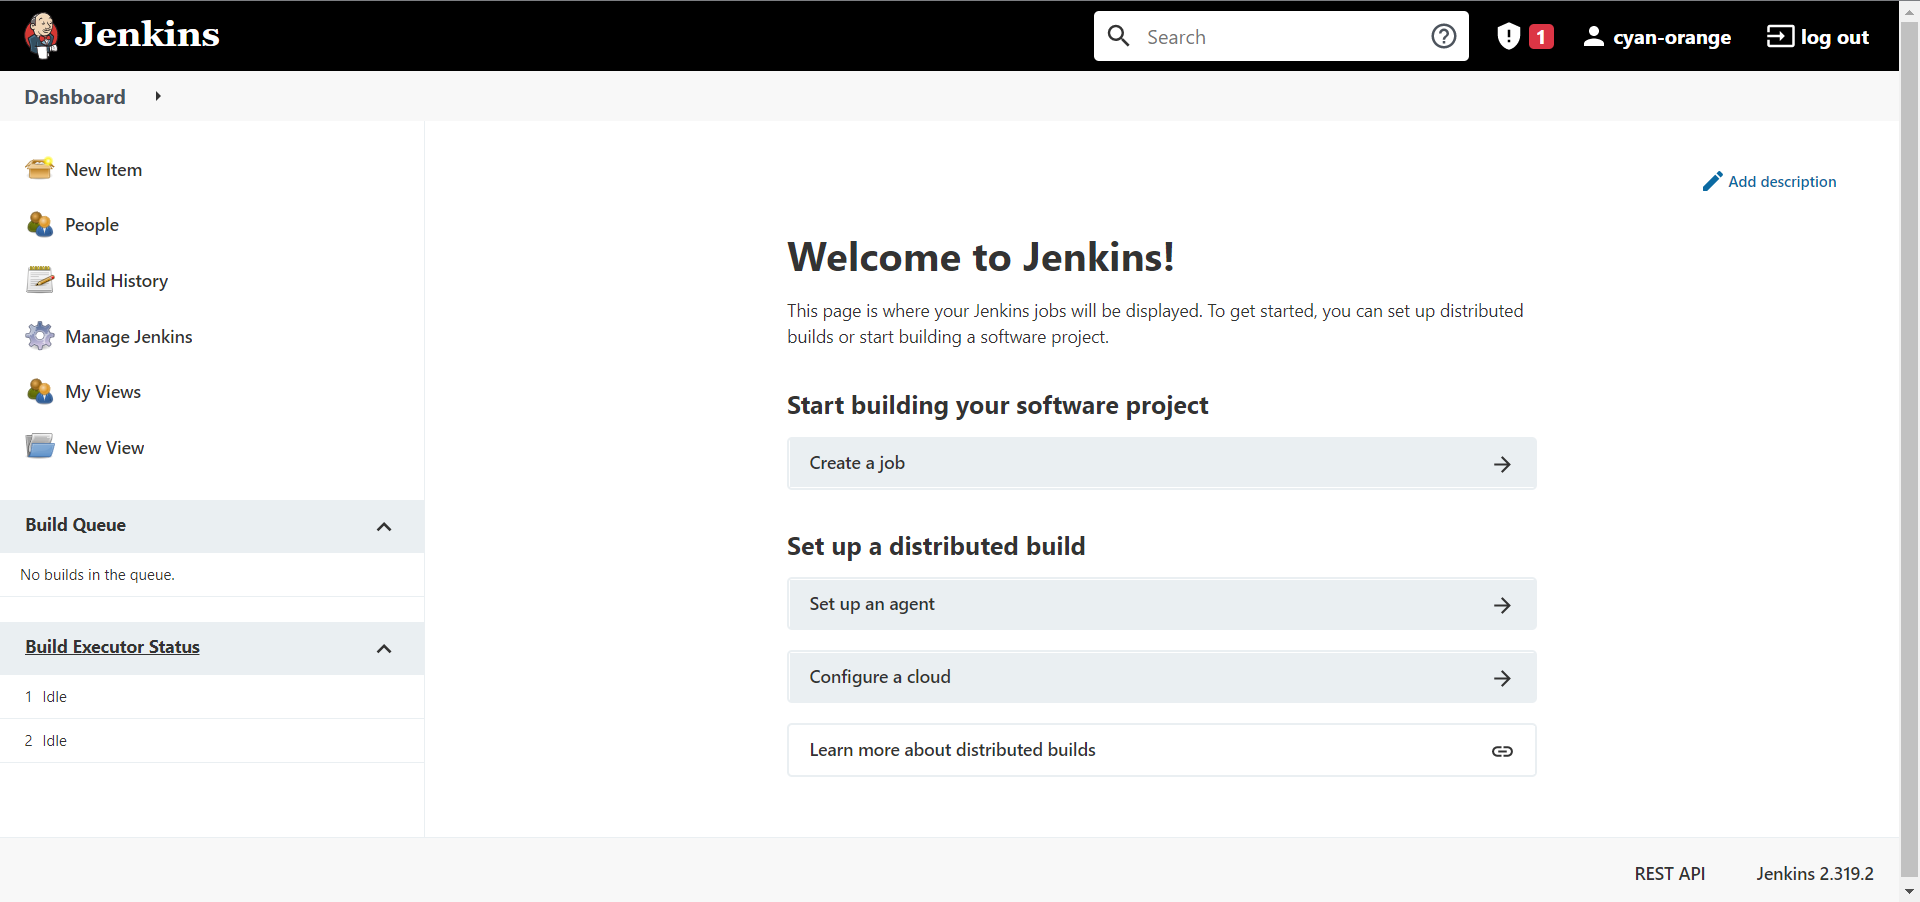 Jenkins
Search
1
cyan-orange
log out
Dashboard
New Item
People
Build History
Manage Jenkins
My Views
New View
Build Queue
No builds in the queue.
Build Executor Status
1 Idle
2 Idle
Add description
Welcome to Jenkins!
This page is where your Jenkins jobs will be displayed. To get started, you can set up distributed
builds or start building a software project.
Start building your software project
Create a job
Set up a distributed build
Set up an agent
Configure a cloud
Learn more about distributed builds
REST API
Jenkins 2.319.2